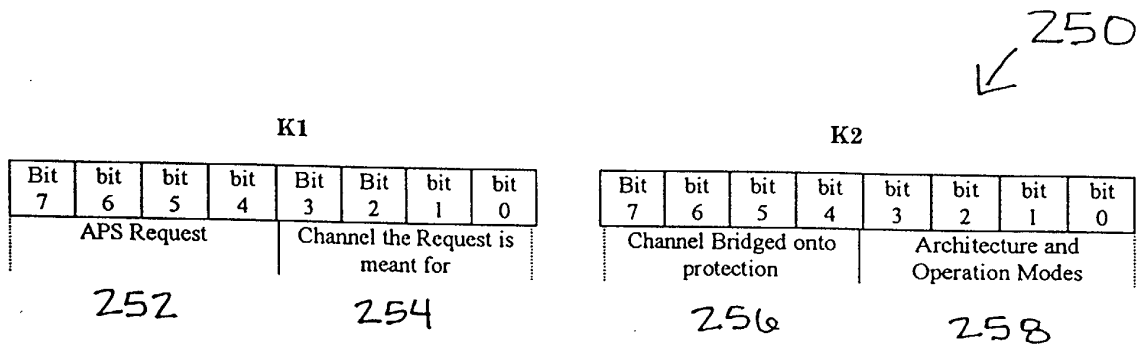 250
K1
K2
Bit 7 bit 6 bit 5 bit 4 Bit 3 Bit 2 bit 1 bit 0
Bit 7 bit 6 bit 5 bit 4 bit 3 bit 2 bit 1 bit 0
APS Request
Channel the Request is
meant for
Channel Bridged onto
protection
Architecture and
Operation Modes
252
254
256
258